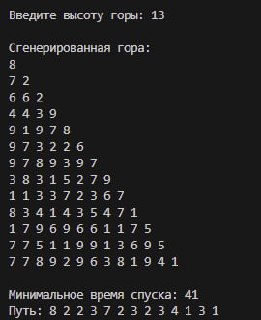 Введите высоту горы: 13
Сгенерированная гора:
8
7 2
6 6 2
4 4 3 9
9 1 9 7 8
9 7 3 2 2 6
9 7 8 9 3 9 7
3 8 3 1 5 2 7 9
1 1 3 3 7 2 3 6 7
8 3 4 1 4 3 5 4 7 1
1 7 9 6 9 6 6 1 1 7 5
7 7 5 1 1 9 9 1 3 6 9 5
7 7 8 9 2 9 6 3 8 1 9 4 1
Минимальное время спуска: 41
Путь: 8 2 2 3 7 2 3 2 3 4 1 3 1